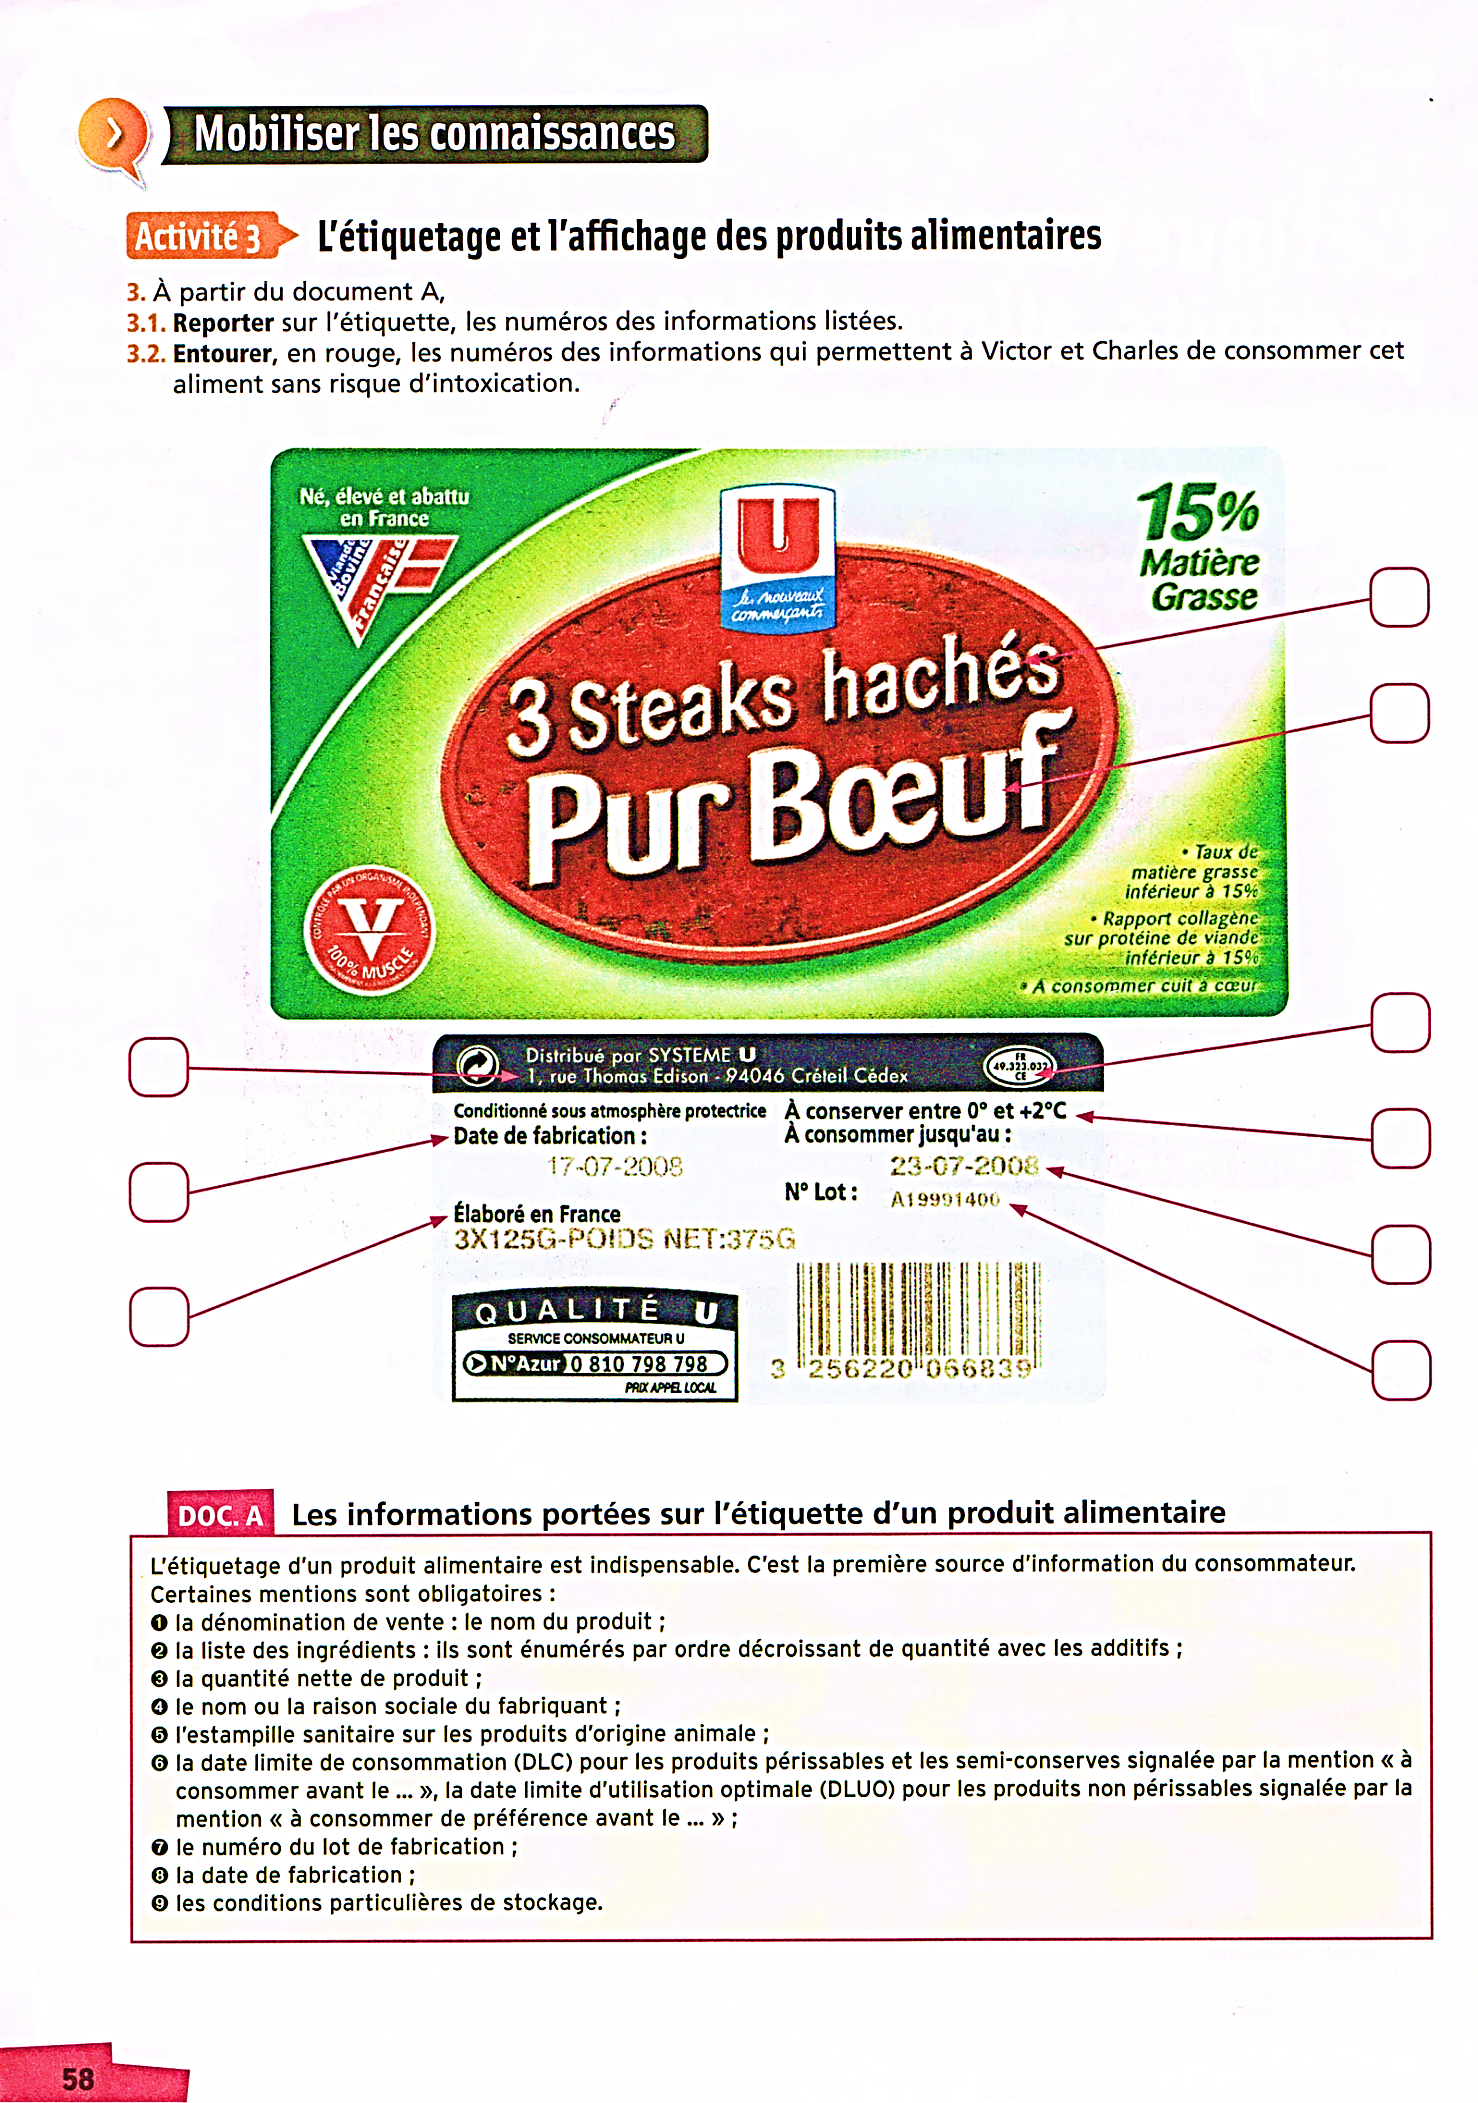 Mobiliser les connaissances
Activité 3 L'étiquetage et l'affichage des produits alimentaires
3. À partir du document A,
3.1. Reporter sur l'étiquette, les numéros des informations listées.
3.2. Entourer, en rouge, les numéros des informations qui permettent à Victor et Charles de consommer cet
aliment sans risque d'intoxication.
Né, élevé et abattu
en France
Viande
Bovine
Française
U
les nouveaux
commerçants
15%
Matière
Grasse
3 Steaks hachés
Pur Bœuf
CONTRÔLÉ PAR UN ORGANISME INDÉPENDANT
V
100% MUSCLE
• Taux de
matière grasse
inférieur à 15%
• Rapport collagène
sur protéine de viande
inférieur à 15%
• A consommer cuit à cœur
Distribué par SYSTEME U
1, rue Thomas Edison - 94046 Créteil Cédex
FR
49.323.032
CE
Conditionné sous atmosphère protectrice
Date de fabrication :
17-07-2008
À conserver entre 0° et +2°C
À consommer jusqu'au :
23-07-2008
N° Lot : A19991400
Élaboré en France
3X125G-POIDS NET:375G
QUALITÉ U
SERVICE CONSOMMATEUR U
N°Azur 0 810 798 798
PRIX APPEL LOCAL
3 256220 066839
DOC. A Les informations portées sur l'étiquette d'un produit alimentaire
L'étiquetage d'un produit alimentaire est indispensable. C'est la première source d'information du consommateur.
Certaines mentions sont obligatoires :
❶ la dénomination de vente : le nom du produit ;
❷ la liste des ingrédients : ils sont énumérés par ordre décroissant de quantité avec les additifs ;
❸ la quantité nette de produit ;
❹ le nom ou la raison sociale du fabriquant ;
❺ l'estampille sanitaire sur les produits d'origine animale ;
❻ la date limite de consommation (DLC) pour les produits périssables et les semi-conserves signalée par la mention « à
consommer avant le ... », la date limite d'utilisation optimale (DLUO) pour les produits non périssables signalée par la
mention « à consommer de préférence avant le ... » ;
❼ le numéro du lot de fabrication ;
❽ la date de fabrication ;
❾ les conditions particulières de stockage.
58